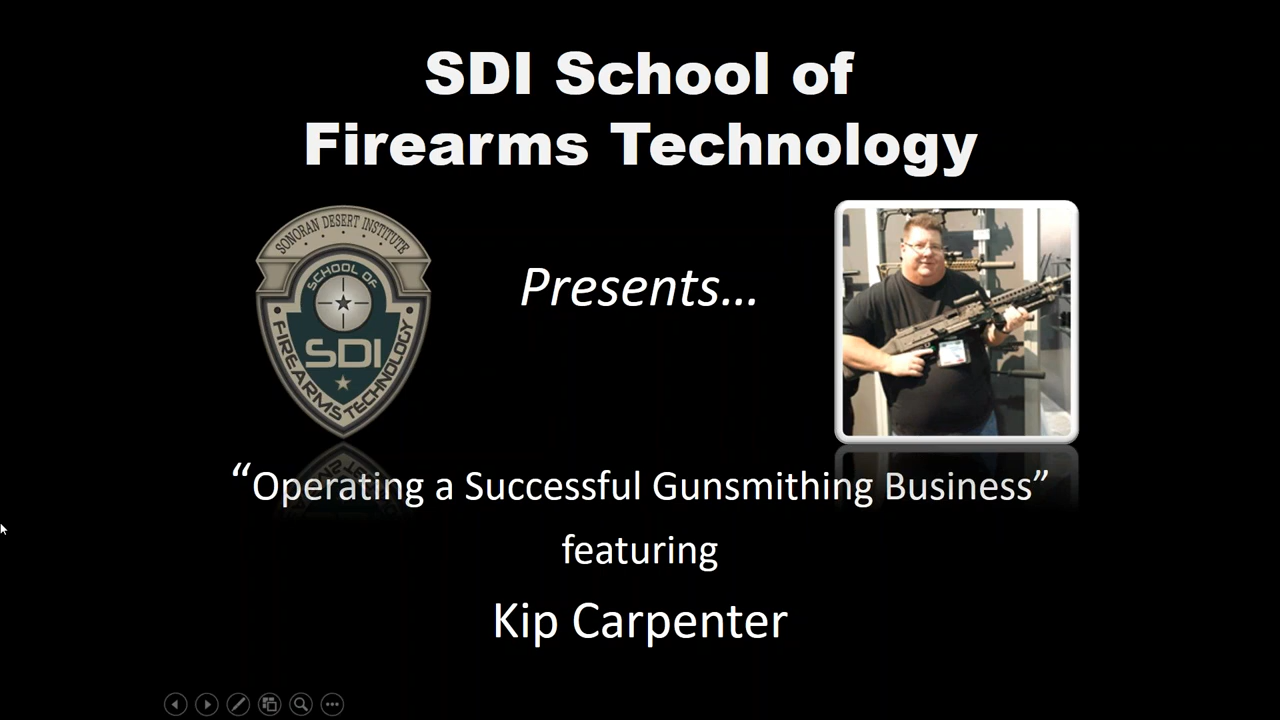 SDI School of
Firearms Technology
SONORAN DESERT INSTITUTE
SCHOOL OF
FIREARMS TECHNOLOGY
SDI
Presents...
“Operating a Successful Gunsmithing Business”
featuring
Kip Carpenter